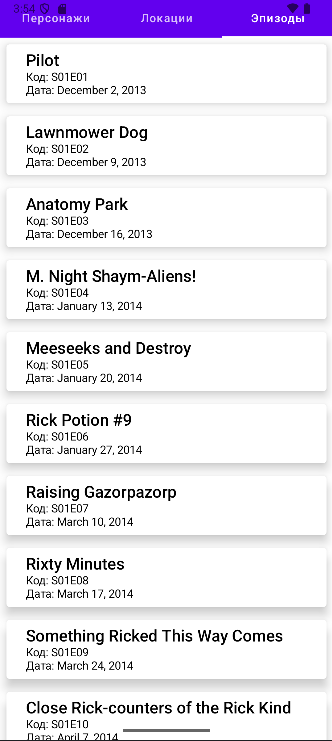 3:54
Персонажи Локации Эпизоды
Pilot
Код: S01E01
Дата: December 2, 2013
Lawnmower Dog
Код: S01E02
Дата: December 9, 2013
Anatomy Park
Код: S01E03
Дата: December 16, 2013
M. Night Shaym-Aliens!
Код: S01E04
Дата: January 13, 2014
Meeseeks and Destroy
Код: S01E05
Дата: January 20, 2014
Rick Potion #9
Код: S01E06
Дата: January 27, 2014
Raising Gazorpazorp
Код: S01E07
Дата: March 10, 2014
Rixty Minutes
Код: S01E08
Дата: March 17, 2014
Something Ricked This Way Comes
Код: S01E09
Дата: March 24, 2014
Close Rick-counters of the Rick Kind
Код: S01E10
Дата: April 7, 2014